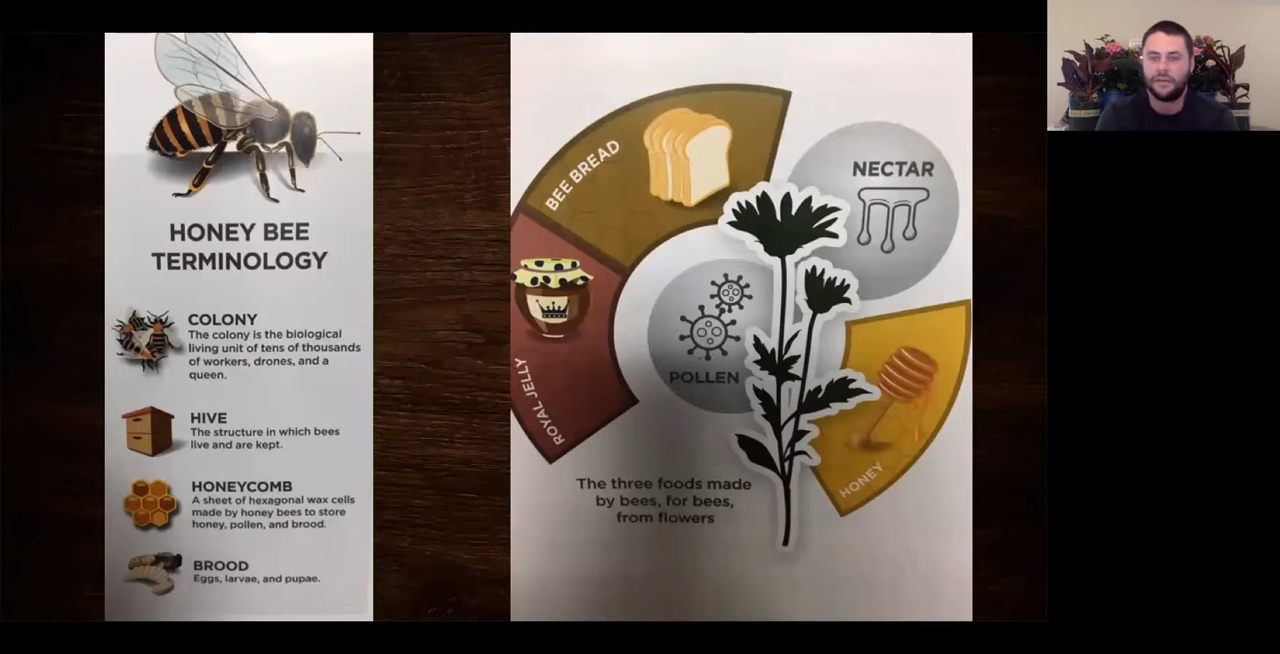 HONEY BEE
TERMINOLOGY
COLONY
The colony is the biological
living unit of tens of thousands
of workers, drones, and a
queen.
HIVE
The structure in which bees
live and are kept.
HONEYCOMB
A sheet of hexagonal wax cells
made by honey bees to store
honey, pollen, and brood.
BROOD
Eggs, larvae, and pupae.
BEE BREAD
NECTAR
POLLEN
ROYAL JELLY
HONEY
The three foods made
by bees, for bees,
from flowers